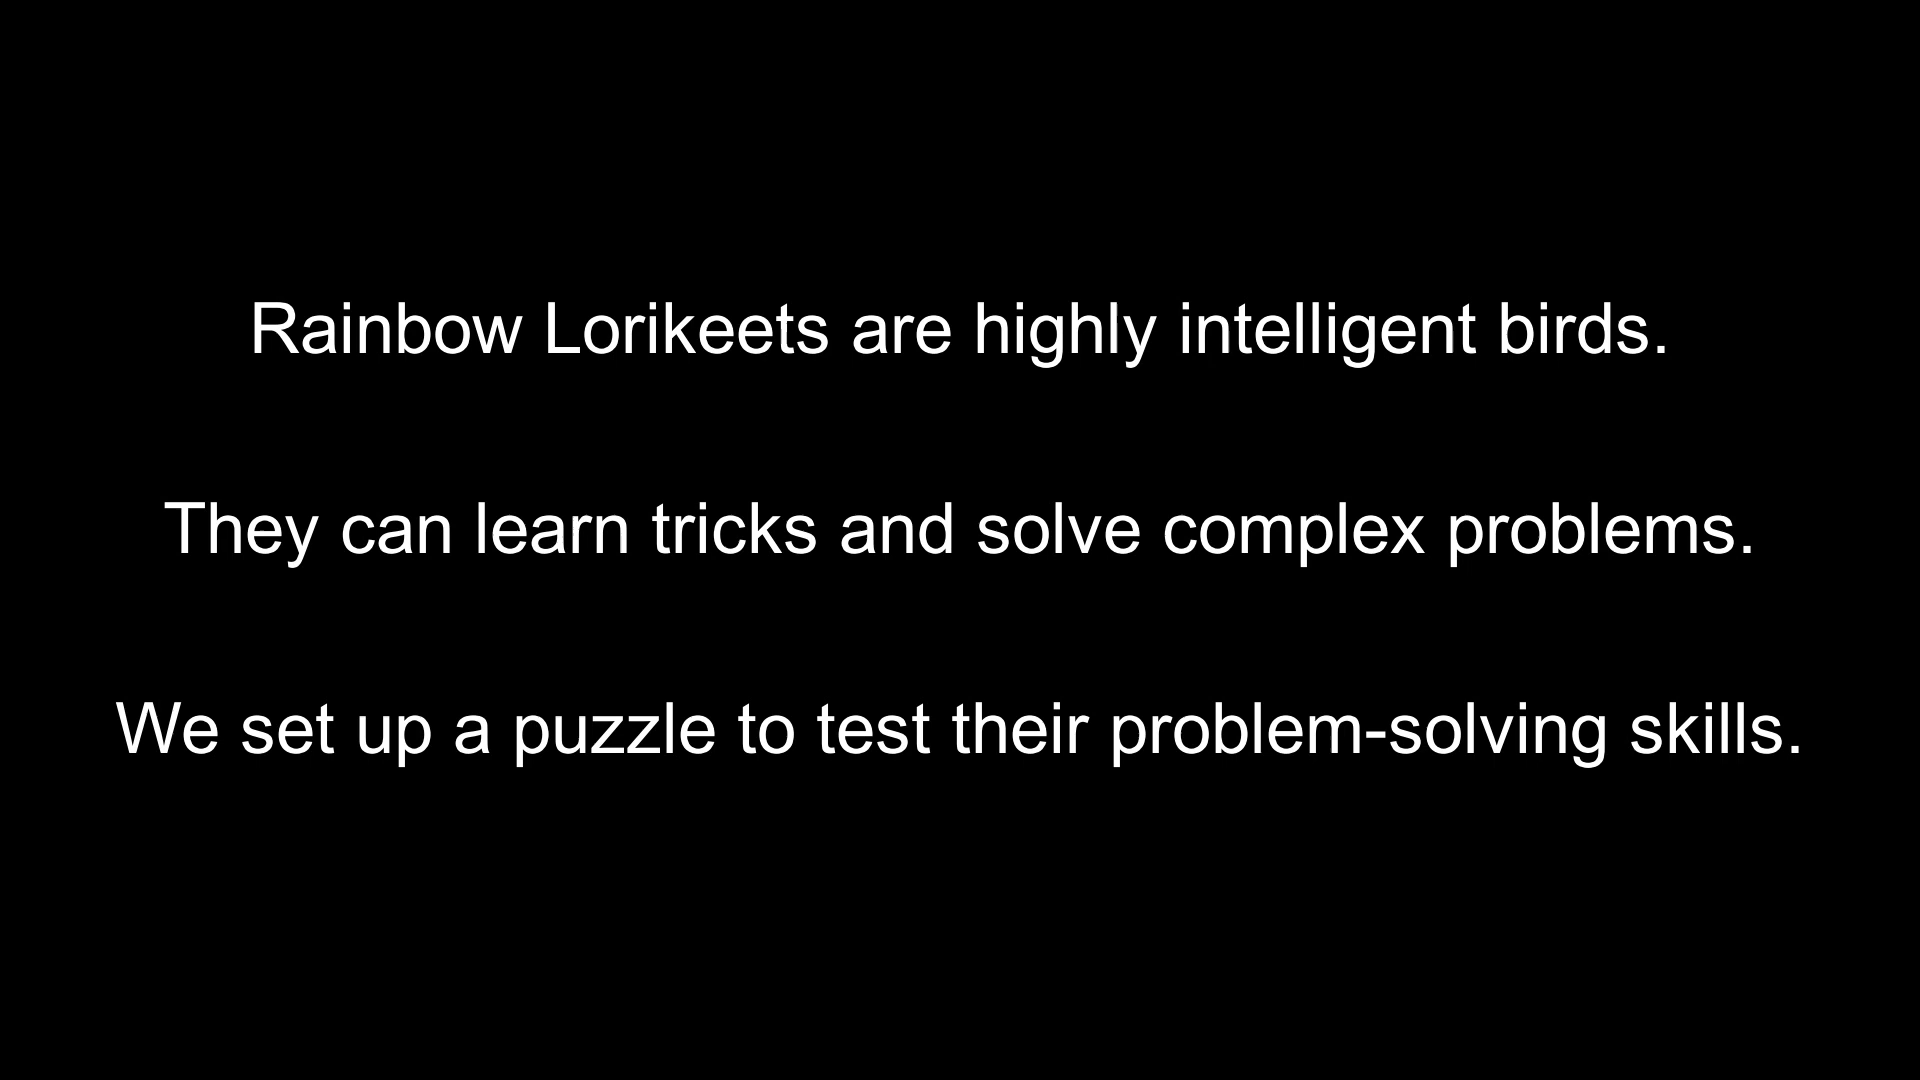 Rainbow Lorikeets are highly intelligent birds.
They can learn tricks and solve complex problems.
We set up a puzzle to test their problem-solving skills.